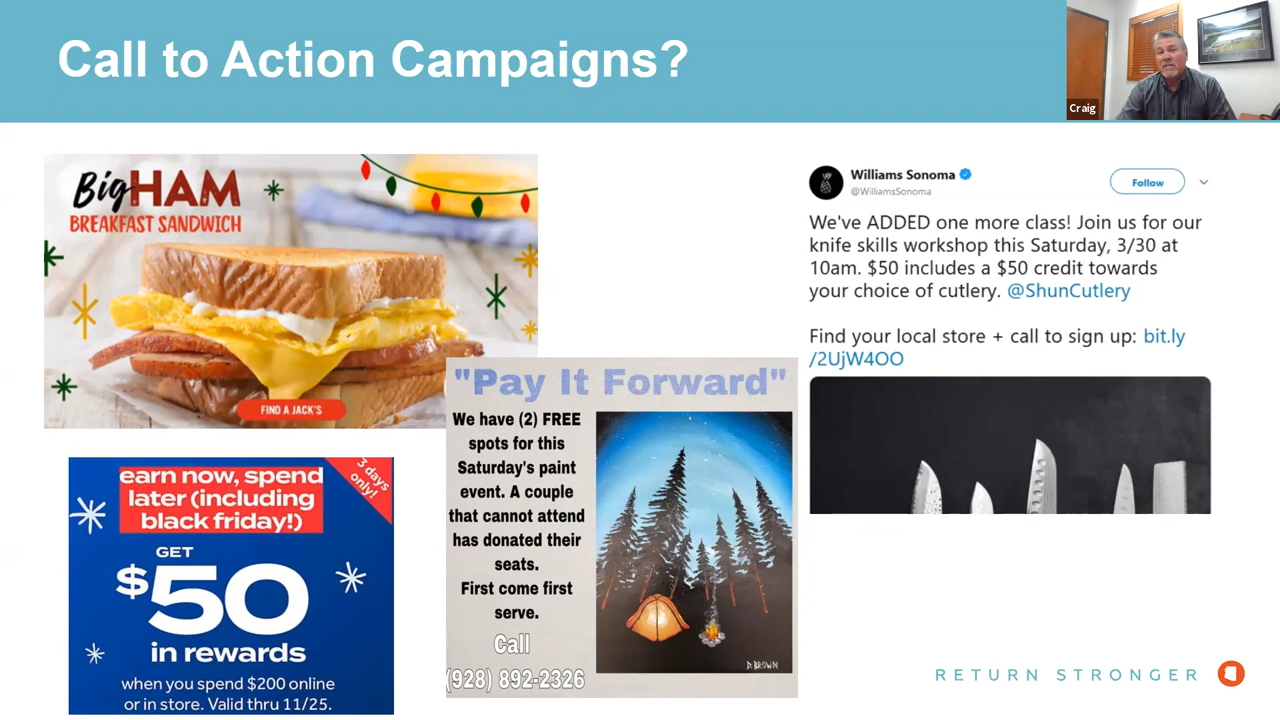 Call to Action Campaigns?
Craig
Big HAM
BREAKFAST SANDWICH
FIND A JACK'S
earn now, spend
later (including
black friday!)
3 days
only!
GET
$50
in rewards
when you spend $200 online
or in store. Valid thru 11/25.
"Pay It Forward"
We have (2) FREE
spots for this
Saturday's paint
event. A couple
that cannot attend
has donated their
seats.
First come first
serve.
Call
(928) 892-2326
D. BROWN
Williams Sonoma
@WilliamsSonoma
Follow
We've ADDED one more class! Join us for our
knife skills workshop this Saturday, 3/30 at
10am. $50 includes a $50 credit towards
your choice of cutlery. @ShunCutlery
Find your local store + call to sign up: bit.ly
/2UjW4OO
RETURN STRONGER